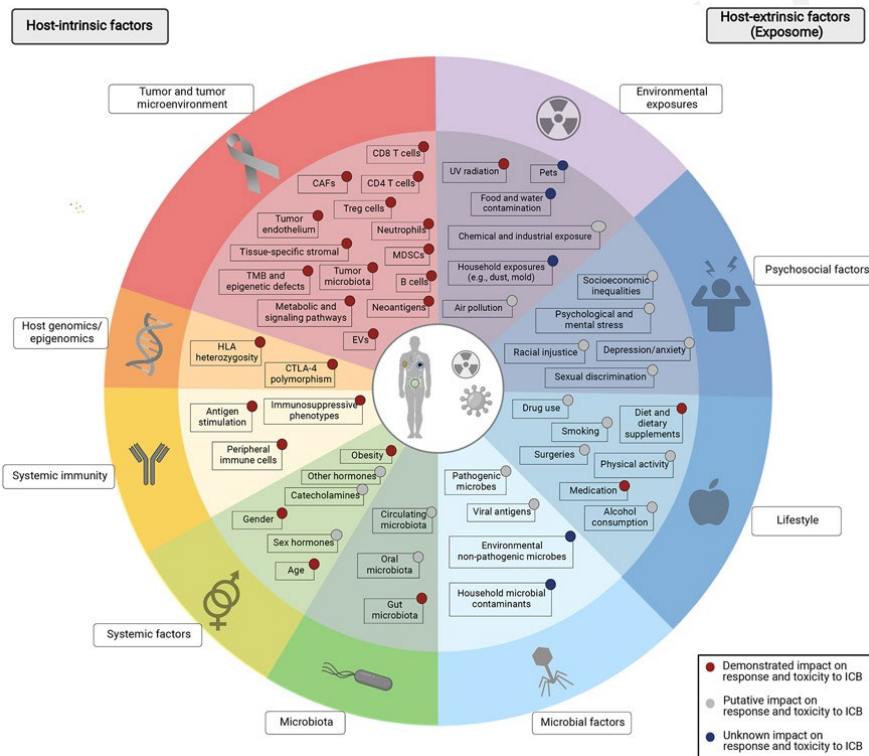 Host-intrinsic factors
Host-extrinsic factors
(Exposome)
Tumor and tumor
microenvironment
Environmental
exposures
CD8 T cells
CAFs
CD4 T cells
Treg cells
Tumor
endothelium
Neutrophils
Tissue-specific stromal
MDSCs
TMB and
epigenetic defects
Tumor
microbiota
B cells
Metabolic and
signaling pathways
Neoantigens
EVs
UV radiation
Pets
Food and water
contamination
Chemical and industrial exposure
Household exposures
(e.g., dust, mold)
Air pollution
Psychosocial factors
Socioeconomic
inequalities
Psychological and
mental stress
Racial injustice
Depression/anxiety
Sexual discrimination
Host genomics/
epigenomics
HLA
heterozygosity
CTLA-4
polymorphism
Systemic immunity
Antigen
stimulation
Immunosuppressive
phenotypes
Peripheral
immune cells
Lifestyle
Drug use
Diet and
dietary
supplements
Smoking
Surgeries
Physical activity
Medication
Alcohol
consumption
Systemic factors
Obesity
Other hormones
Catecholamines
Gender
Sex hormones
Age
Microbiota
Circulating
microbiota
Oral
microbiota
Gut
microbiota
Microbial factors
Pathogenic
microbes
Viral antigens
Environmental
non-pathogenic microbes
Household microbial
contaminants
Demonstrated impact on
response and toxicity to ICB
Putative impact on
response and toxicity to ICB
Unknown impact on
response and toxicity to ICB